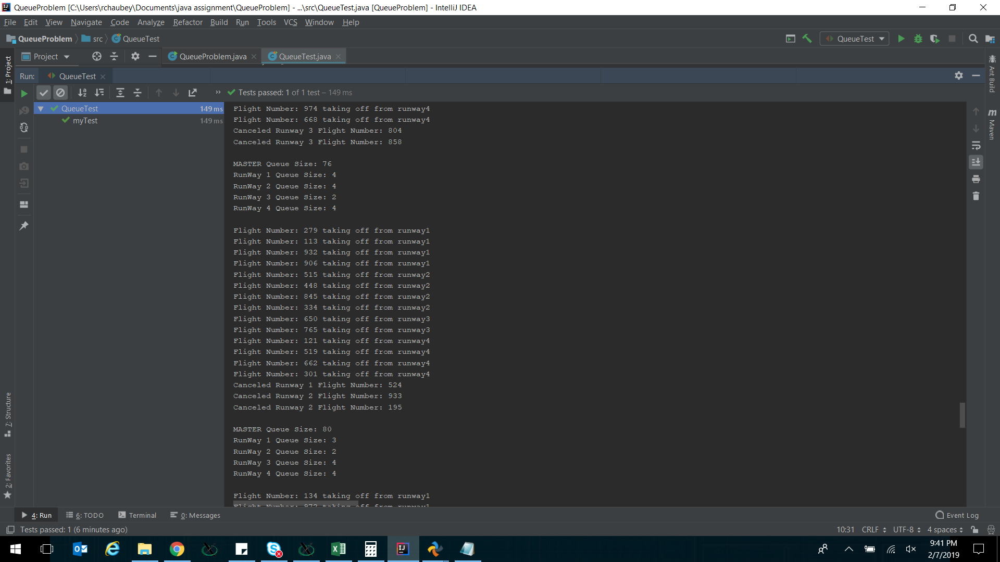 QueueProblem [C:\Users\rchaubey\Documents\java assignment\QueueProblem] - ...\src\QueueTest.java [QueueProblem] - IntelliJ IDEA
File Edit View Navigate Code Analyze Refactor Build Run Tools VCS Window Help
QueueProblem src QueueTest QueueTest
Project QueueProblem.java QueueTest.java
Run: QueueTest
Tests passed: 1 of 1 test – 149 ms
QueueTest 149 ms
myTest 149 ms
Flight Number: 974 taking off from runway4
Flight Number: 668 taking off from runway4
Canceled Runway 3 Flight Number: 804
Canceled Runway 3 Flight Number: 858
MASTER Queue Size: 76
RunWay 1 Queue Size: 4
RunWay 2 Queue Size: 4
RunWay 3 Queue Size: 2
RunWay 4 Queue Size: 4
Flight Number: 279 taking off from runway1
Flight Number: 113 taking off from runway1
Flight Number: 932 taking off from runway1
Flight Number: 906 taking off from runway1
Flight Number: 515 taking off from runway2
Flight Number: 448 taking off from runway2
Flight Number: 845 taking off from runway2
Flight Number: 334 taking off from runway2
Flight Number: 650 taking off from runway3
Flight Number: 765 taking off from runway3
Flight Number: 121 taking off from runway4
Flight Number: 519 taking off from runway4
Flight Number: 662 taking off from runway4
Flight Number: 301 taking off from runway4
Canceled Runway 1 Flight Number: 524
Canceled Runway 2 Flight Number: 933
Canceled Runway 2 Flight Number: 195
MASTER Queue Size: 80
RunWay 1 Queue Size: 3
RunWay 2 Queue Size: 2
RunWay 3 Queue Size: 4
RunWay 4 Queue Size: 4
Flight Number: 134 taking off from runway1
Flight Number: 972 taking off from runway1
1: Project
7: Structure
2: Favorites
Ant Build
Maven
4: Run 6: TODO Terminal 0: Messages Event Log
Tests passed: 1 (6 minutes ago) 10:31 CRLF UTF-8 4 spaces
9:41 PM
2/7/2019